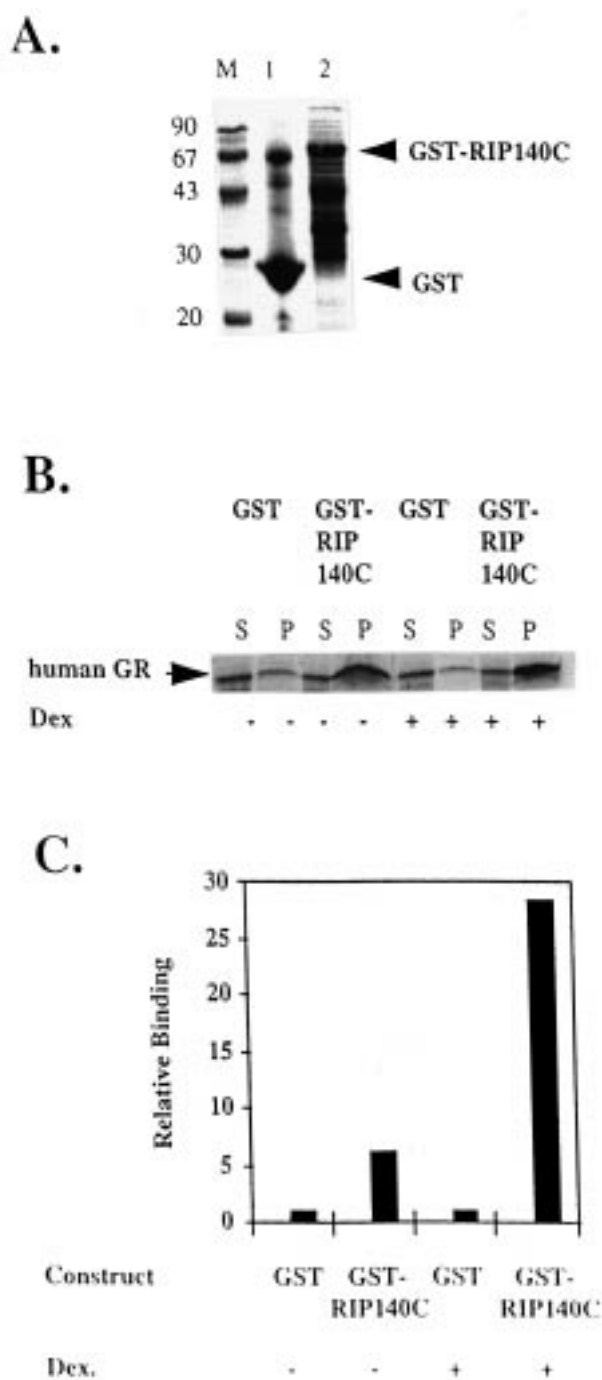 A.
M 1 2
90
67
43
30
20
GST-RIP140C
GST
B.
GST GST- GST GST-
RIP RIP
140C 140C
S P S P S P S P
human GR
Dex - - - - + + + +
C.
30
25
20
15
10
5
0
Relative Binding
Construct GST GST- GST GST-
RIP140C RIP140C
Dex. - - + +